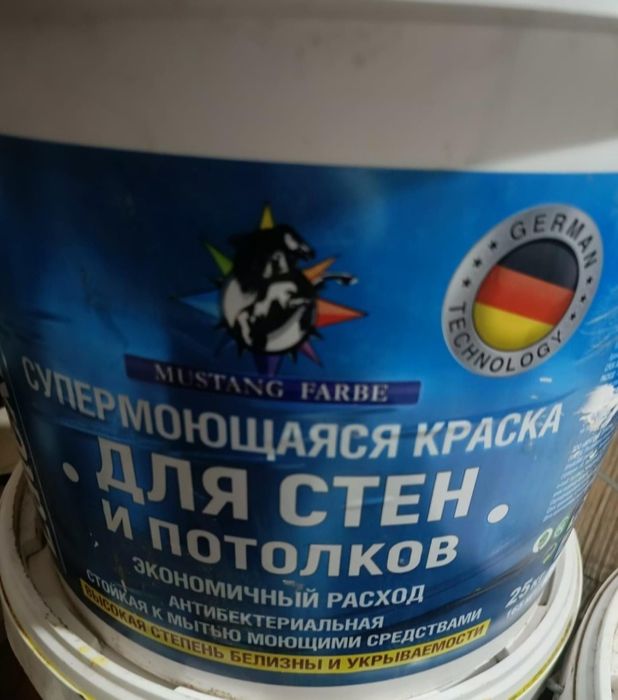 GERMAN
TECHNOLOGY
MUSTANG FARBE
СУПЕРМОЮЩАЯСЯ КРАСКА
• ДЛЯ СТЕН •
И ПОТОЛКОВ
ЭКОНОМИЧНЫЙ РАСХОД
АНТИБЕКТЕРИАЛЬНАЯ
СТОЙКАЯ К МЫТЬЮ МОЮЩИМИ СРЕДСТВАМИ
ВЫСОКАЯ СТЕПЕНЬ БЕЛИЗНЫ И УКРЫВАЕМОСТИ
25